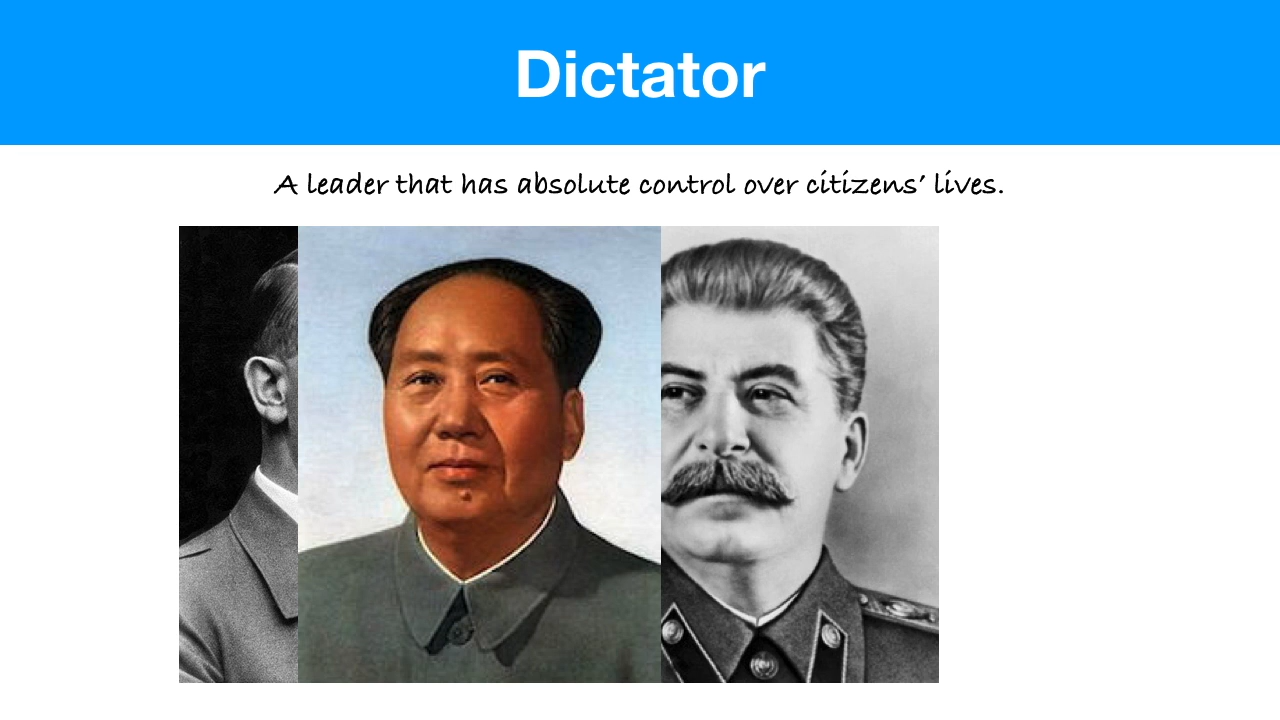 Dictator
A leader that has absolute control over citizens’ lives.